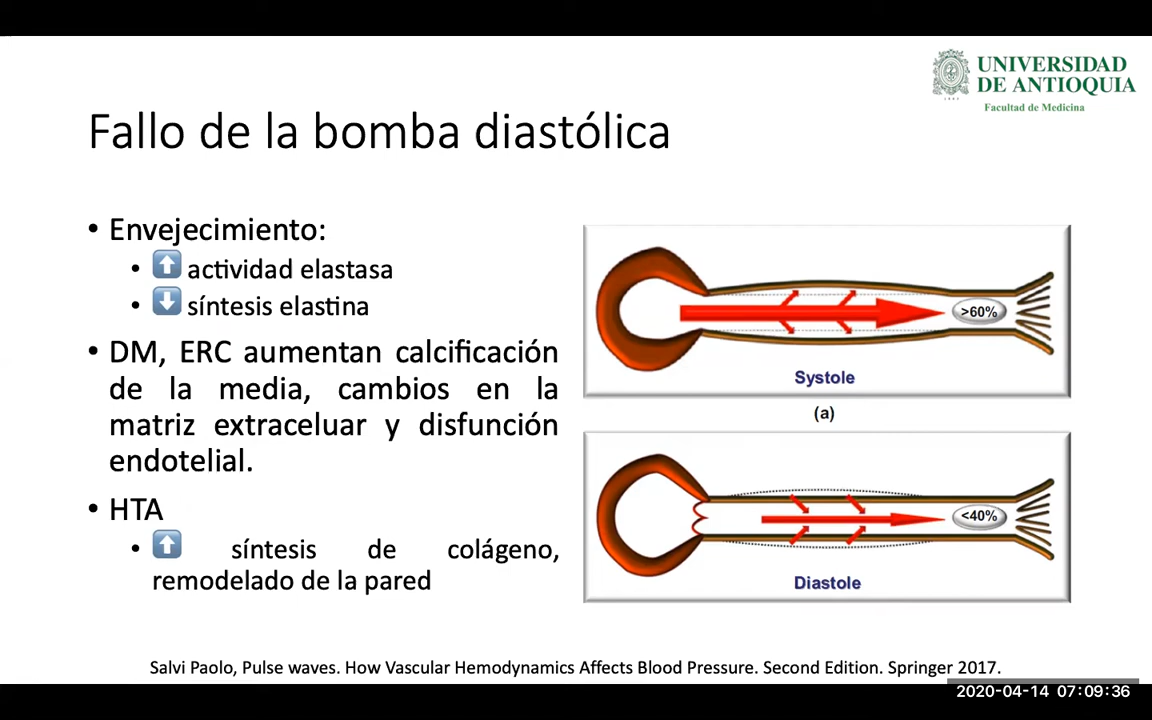 UNIVERSIDAD
DE ANTIOQUIA
1803
Facultad de Medicina
Fallo de la bomba diastólica
• Envejecimiento:
• ⬆️ actividad elastasa
• ⬇️ síntesis elastina
• DM, ERC aumentan calcificación
de la media, cambios en la
matriz extraceluar y disfunción
endotelial.
• HTA
• ⬆️ síntesis de colágeno,
remodelado de la pared
>60%
Systole
(a)
<40%
Diastole
Salvi Paolo, Pulse waves. How Vascular Hemodynamics Affects Blood Pressure. Second Edition. Springer 2017.
2020-04-14 07:09:36